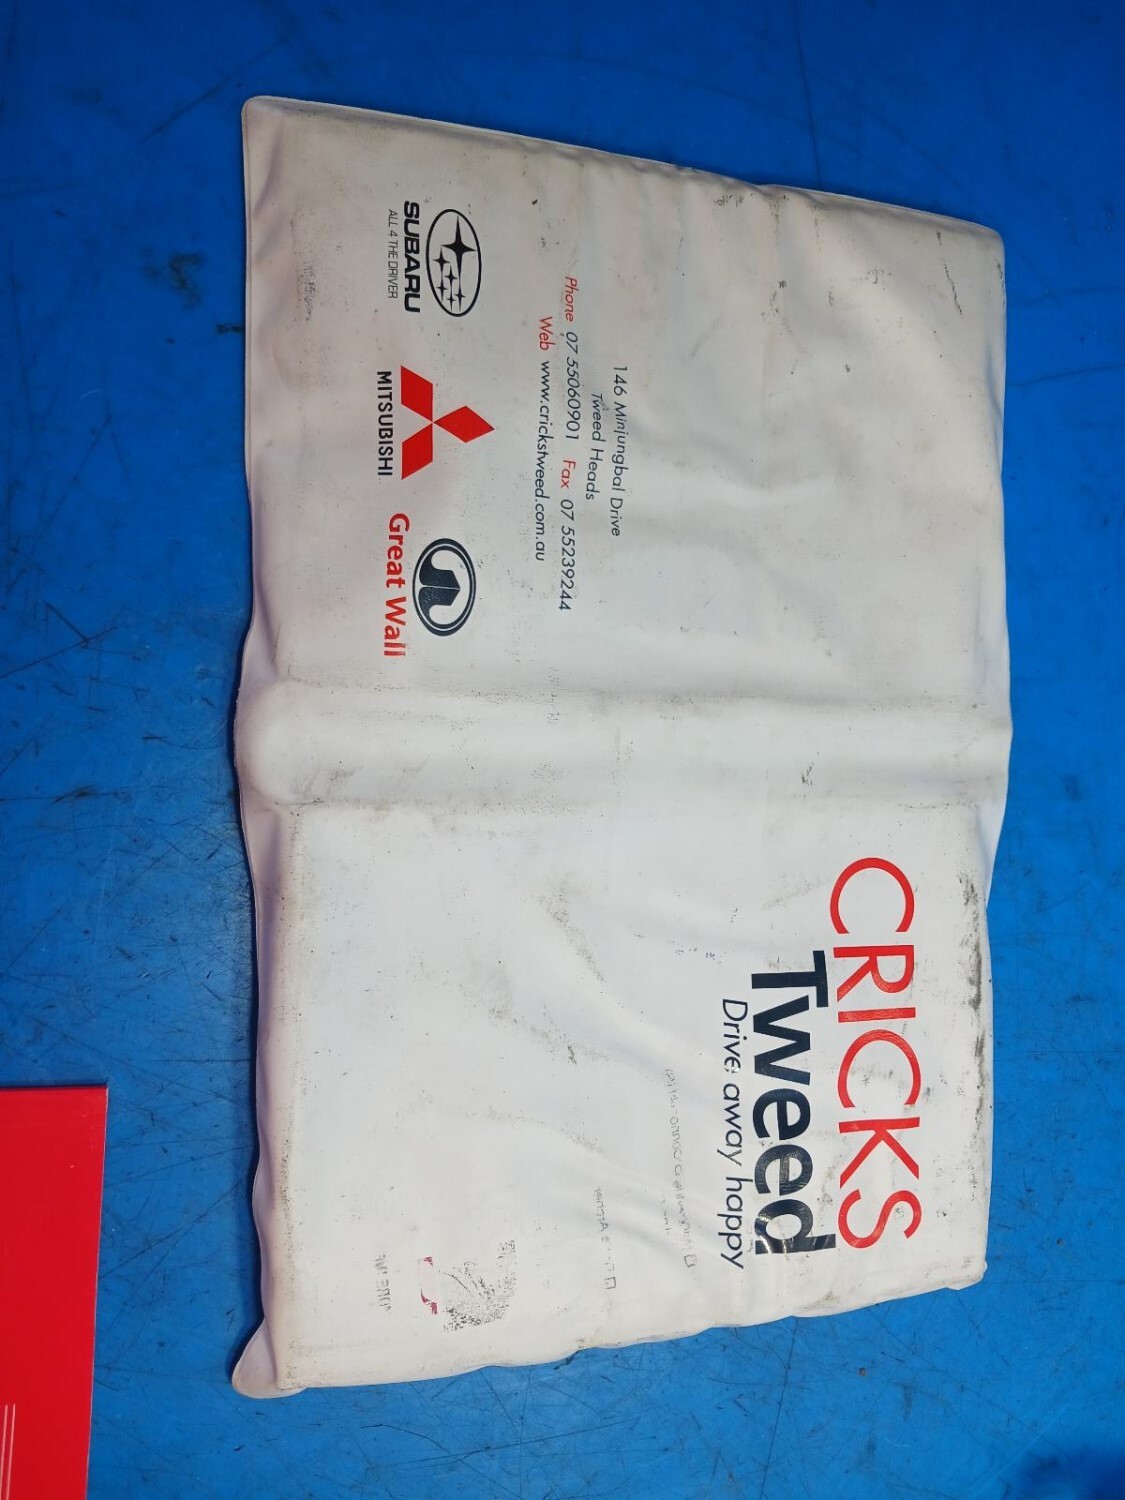 CRICKS
Tweed
Drive away happy
146 Minjungbal Drive
Tweed Heads
Phone 07 55060901 Fax 07 55239244
Web www.crickstweed.com.au
SUBARU
ALL 4 THE DRIVER
MITSUBISHI
Great Wall